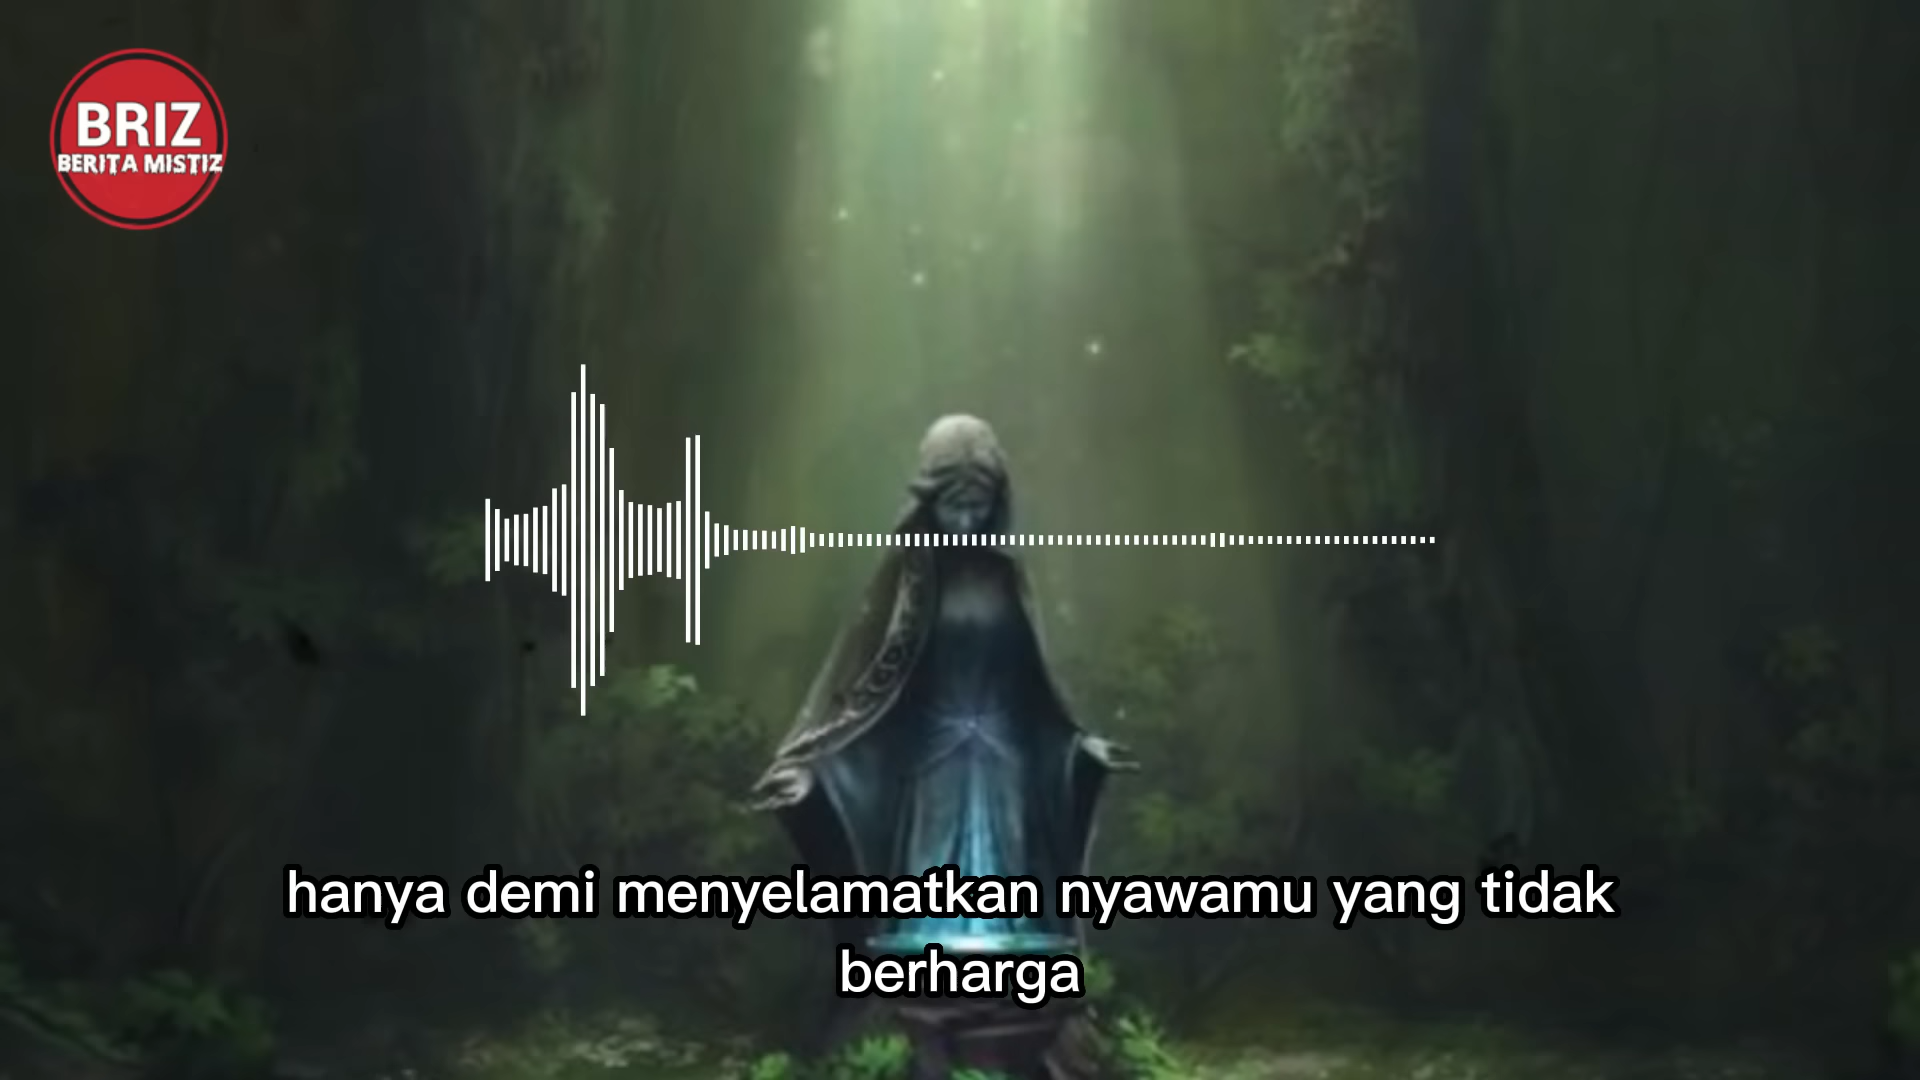 BRIZ
BERITA MISTIZ
hanya demi menyelamatkan nyawamu yang tidak
berharga